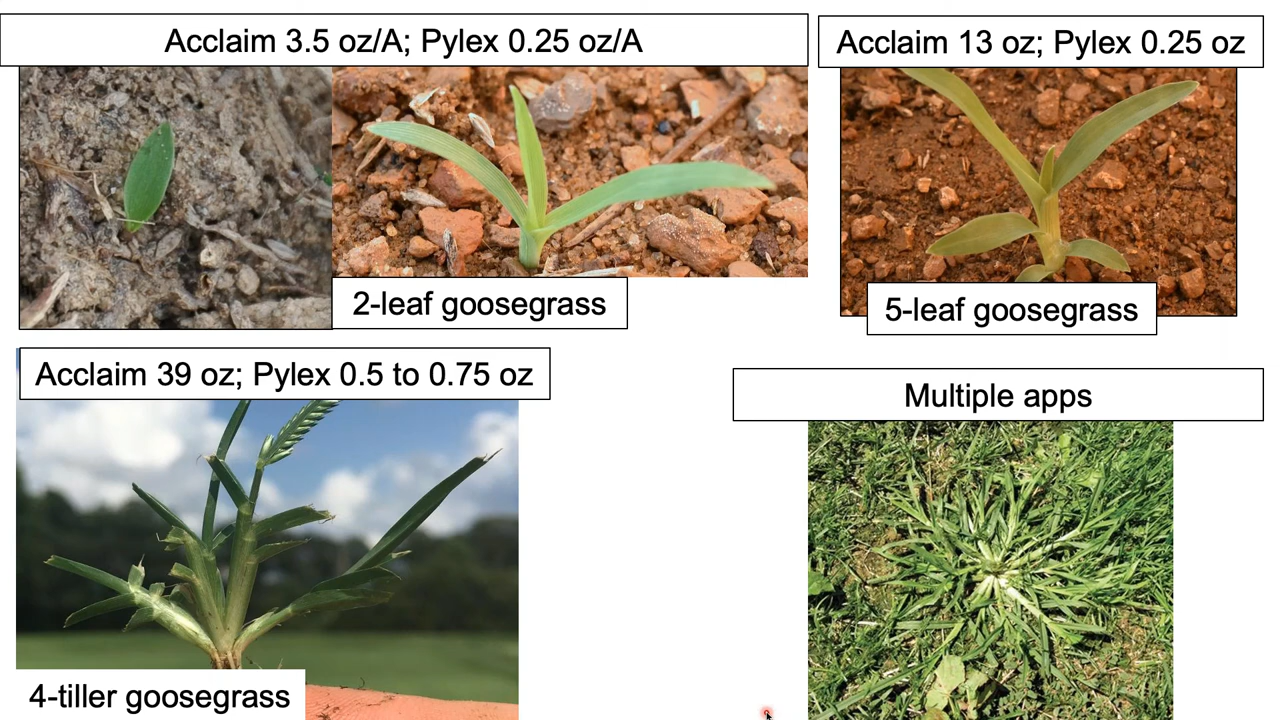 Acclaim 3.5 oz/A; Pylex 0.25 oz/A
Acclaim 13 oz; Pylex 0.25 oz
2-leaf goosegrass
5-leaf goosegrass
Acclaim 39 oz; Pylex 0.5 to 0.75 oz
Multiple apps
4-tiller goosegrass